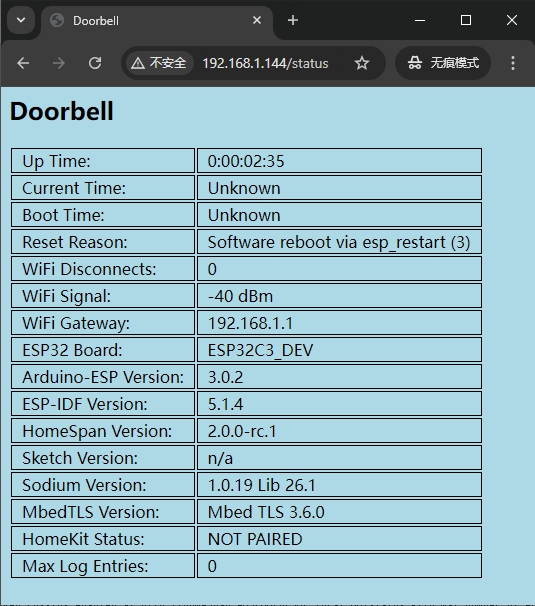 Doorbell
不安全 192.168.1.144/status 无痕模式
Doorbell
Up Time: 0:00:02:35
Current Time: Unknown
Boot Time: Unknown
Reset Reason: Software reboot via esp_restart (3)
WiFi Disconnects: 0
WiFi Signal: -40 dBm
WiFi Gateway: 192.168.1.1
ESP32 Board: ESP32C3_DEV
Arduino-ESP Version: 3.0.2
ESP-IDF Version: 5.1.4
HomeSpan Version: 2.0.0-rc.1
Sketch Version: n/a
Sodium Version: 1.0.19 Lib 26.1
MbedTLS Version: Mbed TLS 3.6.0
HomeKit Status: NOT PAIRED
Max Log Entries: 0